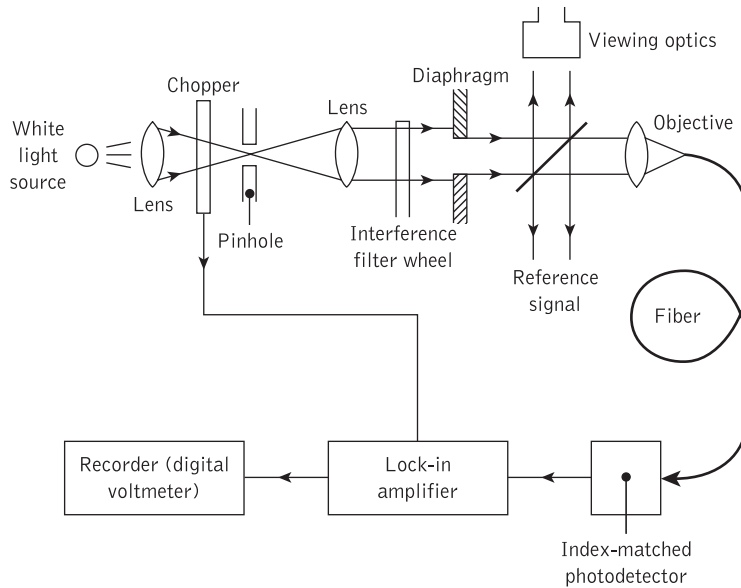 Viewing optics
Diaphragm
Chopper
Lens
Objective
White
light
source
Lens
Pinhole
Interference
filter wheel
Reference
signal
Fiber
Recorder (digital
voltmeter)
Lock-in
amplifier
Index-matched
photodetector